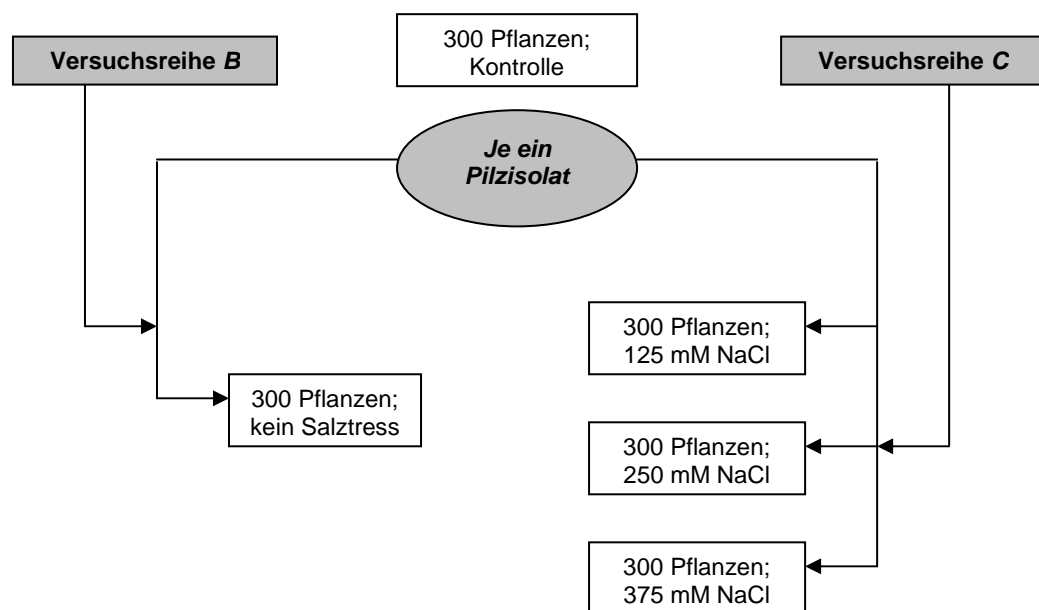 Versuchsreihe B
300 Pflanzen;
Kontrolle
Versuchsreihe C
Je ein
Pilzisolat
300 Pflanzen;
kein Salztress
300 Pflanzen;
125 mM NaCl
300 Pflanzen;
250 mM NaCl
300 Pflanzen;
375 mM NaCl